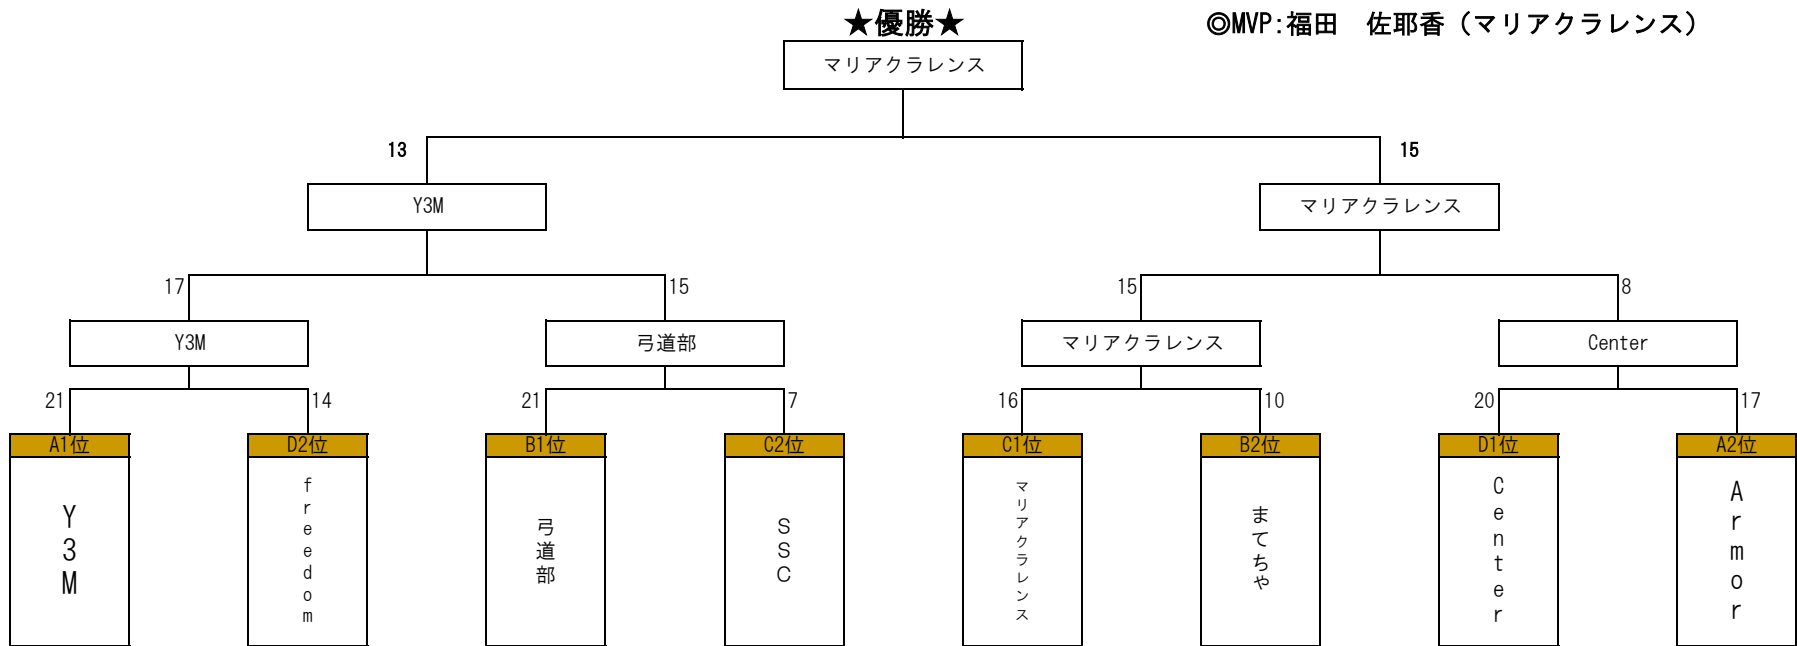 ★優勝★
◎MVP:福田　佐耶香（マリアクラレンス）
マリアクラレンス
13
15
Y3M
マリアクラレンス
17
15
15
8
Y3M
弓道部
マリアクラレンス
Center
21
14
21
7
16
10
20
17
A1位
D2位
B1位
C2位
C1位
B2位
D1位
A2位
Y3M
freedom
弓道部
SSC
マリアクラレンス
まてちゃ
Center
Armor